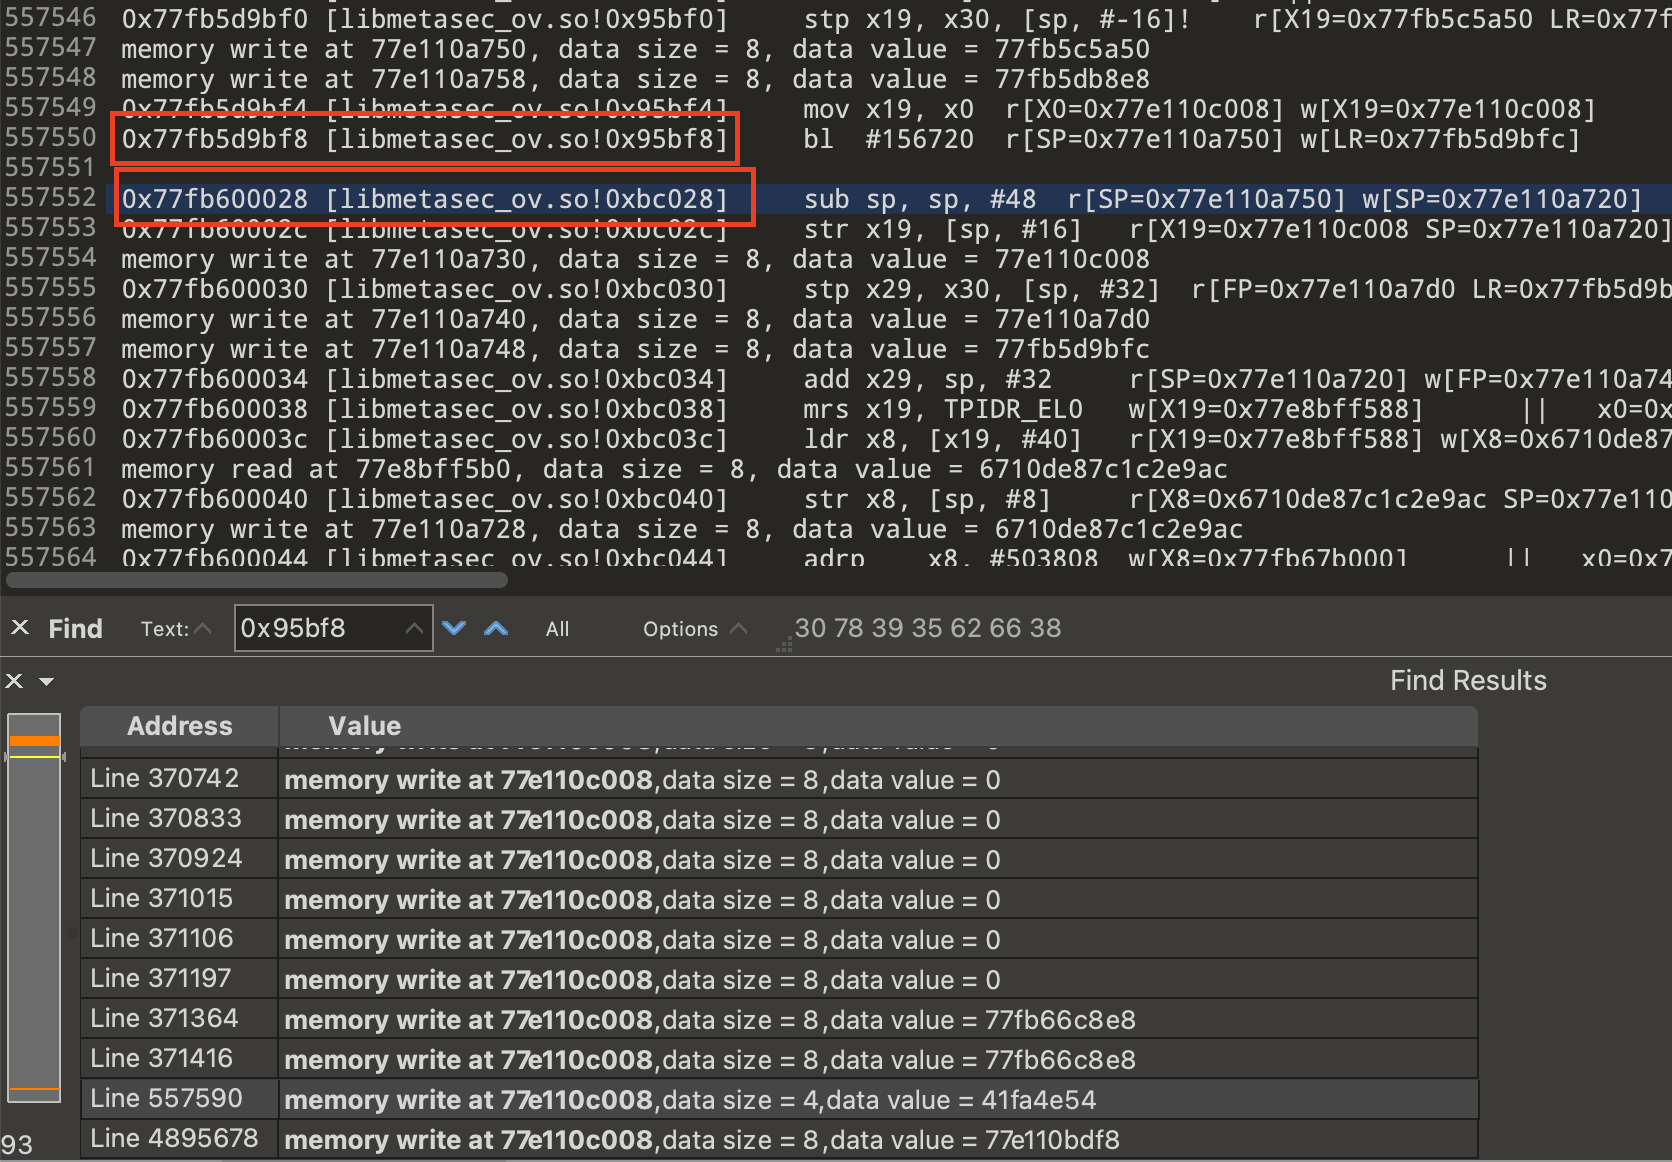 557546 0x77fb5d9bf0 [libmetasec_ov.so!0x95bf0] stp x19, x30, [sp, #-16]! r[X19=0x77fb5c5a50 LR=0x77f
557547 memory write at 77e110a750, data size = 8, data value = 77fb5c5a50
557548 memory write at 77e110a758, data size = 8, data value = 77fb5db8e8
557549 0x77fb5d9bf4 [libmetasec_ov.so!0x95bf4] mov x19, x0 r[X0=0x77e110c008] w[X19=0x77e110c008]
557550 0x77fb5d9bf8 [libmetasec_ov.so!0x95bf8] bl #156720 r[SP=0x77e110a750] w[LR=0x77fb5d9bfc]
557551
557552 0x77fb600028 [libmetasec_ov.so!0xbc028] sub sp, sp, #48 r[SP=0x77e110a750] w[SP=0x77e110a720]
557553 0x77fb60002c [libmetasec_ov.so!0xbc02c] str x19, [sp, #16] r[X19=0x77e110c008 SP=0x77e110a720]
557554 memory write at 77e110a730, data size = 8, data value = 77e110c008
557555 0x77fb600030 [libmetasec_ov.so!0xbc030] stp x29, x30, [sp, #32] r[FP=0x77e110a7d0 LR=0x77fb5d9b
557556 memory write at 77e110a740, data size = 8, data value = 77e110a7d0
557557 memory write at 77e110a748, data size = 8, data value = 77fb5d9bfc
557558 0x77fb600034 [libmetasec_ov.so!0xbc034] add x29, sp, #32 r[SP=0x77e110a720] w[FP=0x77e110a74
557559 0x77fb600038 [libmetasec_ov.so!0xbc038] mrs x19, TPIDR_EL0 w[X19=0x77e8bff588] || x0=0x
557560 0x77fb60003c [libmetasec_ov.so!0xbc03c] ldr x8, [x19, #40] r[X19=0x77e8bff588] w[X8=0x6710de87
557561 memory read at 77e8bff5b0, data size = 8, data value = 6710de87c1c2e9ac
557562 0x77fb600040 [libmetasec_ov.so!0xbc040] str x8, [sp, #8] r[X8=0x6710de87c1c2e9ac SP=0x77e110
557563 memory write at 77e110a728, data size = 8, data value = 6710de87c1c2e9ac
557564 0x77fb600044 [libmetasec_ov.so!0xbc044] adrp x8, #503808 w[X8=0x77fb67b000] || x0=0x7
Find Text: 0x95bf8 All Options 30 78 39 35 62 66 38
Find Results
Address Value
Line 370742 memory write at 77e110c008,data size = 8,data value = 0
Line 370833 memory write at 77e110c008,data size = 8,data value = 0
Line 370924 memory write at 77e110c008,data size = 8,data value = 0
Line 371015 memory write at 77e110c008,data size = 8,data value = 0
Line 371106 memory write at 77e110c008,data size = 8,data value = 0
Line 371197 memory write at 77e110c008,data size = 8,data value = 0
Line 371364 memory write at 77e110c008,data size = 8,data value = 77fb66c8e8
Line 371416 memory write at 77e110c008,data size = 8,data value = 77fb66c8e8
Line 557590 memory write at 77e110c008,data size = 4,data value = 41fa4e54
Line 4895678 memory write at 77e110c008,data size = 8,data value = 77e110bdf8
93